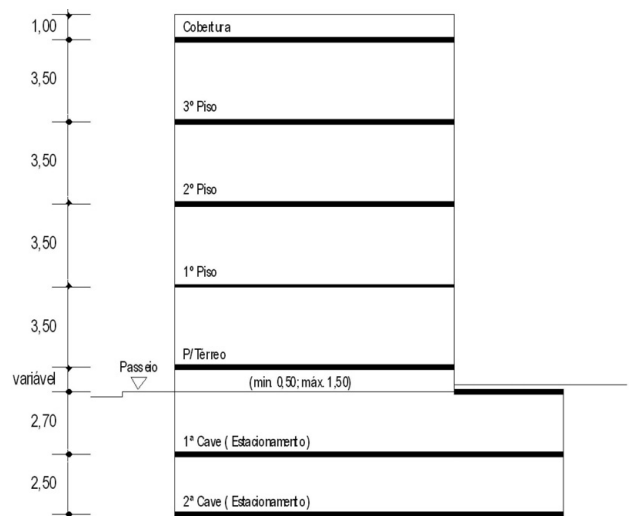 1,00
Cobertura
3,50
3º Piso
3,50
2º Piso
3,50
1º Piso
3,50
P/Térreo
Passeio
variável
(min. 0,50; máx. 1,50)
2,70
1ª Cave ( Estacionamento)
2,50
2ª Cave ( Estacionamento)